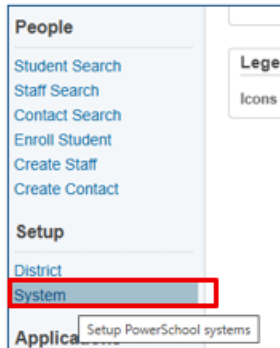 People
Student Search
Staff Search
Contact Search
Enroll Student
Create Staff
Create Contact
Setup
District
System
Setup PowerSchool systems
Icons